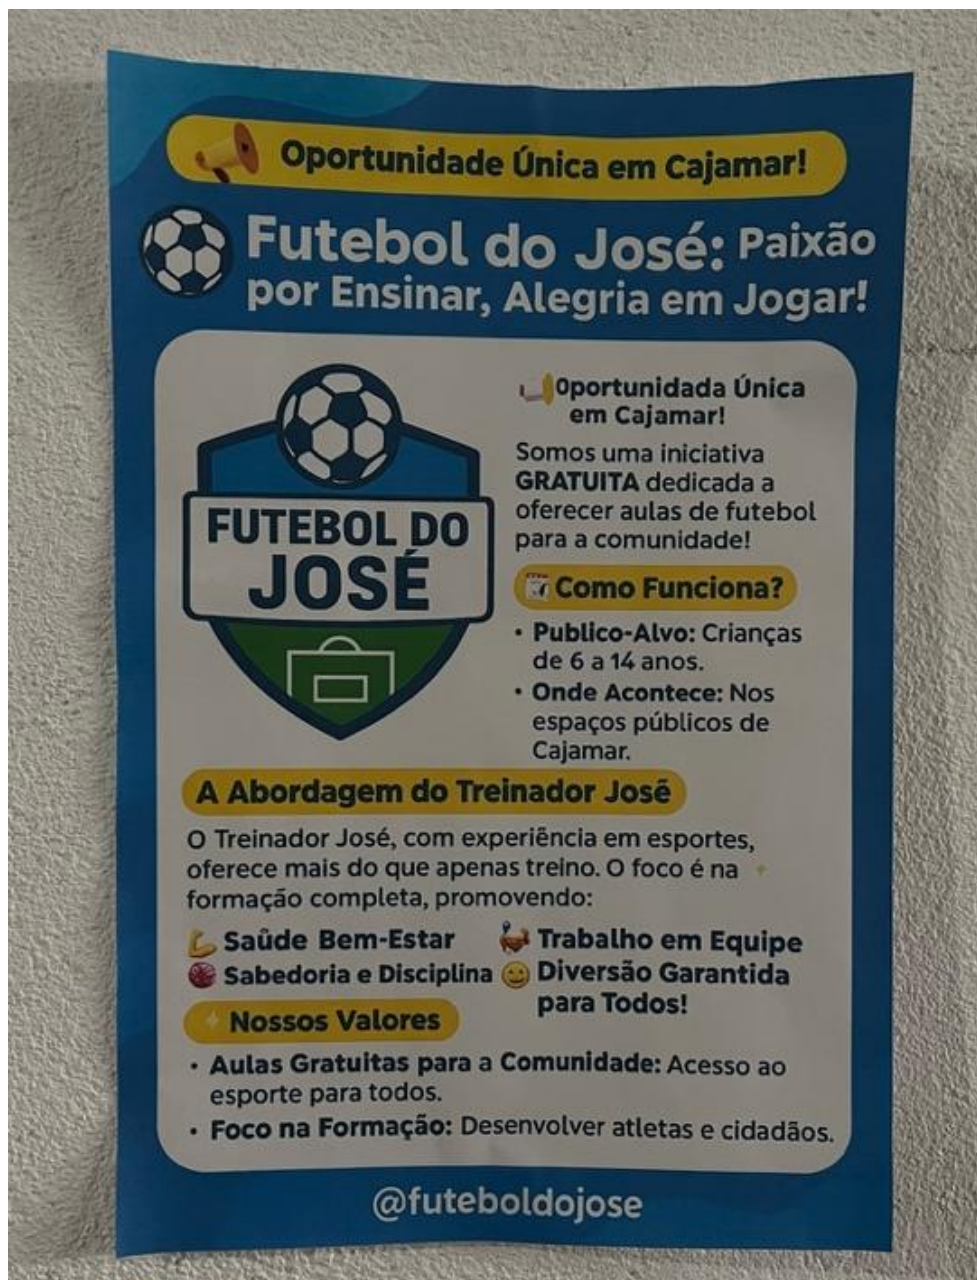 Oportunidade Única em Cajamar!
Futebol do José: Paixão
por Ensinar, Alegria em Jogar!
FUTEBOL DO
JOSÉ
Oportunidada Única
em Cajamar!
Somos uma iniciativa
GRATUITA dedicada a
oferecer aulas de futebol
para a comunidade!
Como Funciona?
• Publico-Alvo: Crianças
de 6 a 14 anos.
• Onde Acontece: Nos
espaços públicos de
Cajamar.
A Abordagem do Treinador José
O Treinador José, com experiência em esportes,
oferece mais do que apenas treino. O foco é na
formação completa, promovendo:
Saûde Bem-Estar
Trabalho em Equipe
Sabedoria e Disciplina
Diversão Garantida
para Todos!
Nossos Valores
• Aulas Gratuitas para a Comunidade: Acesso ao
esporte para todos.
• Foco na Formação: Desenvolver atletas e cidadãos.
@futeboldojose